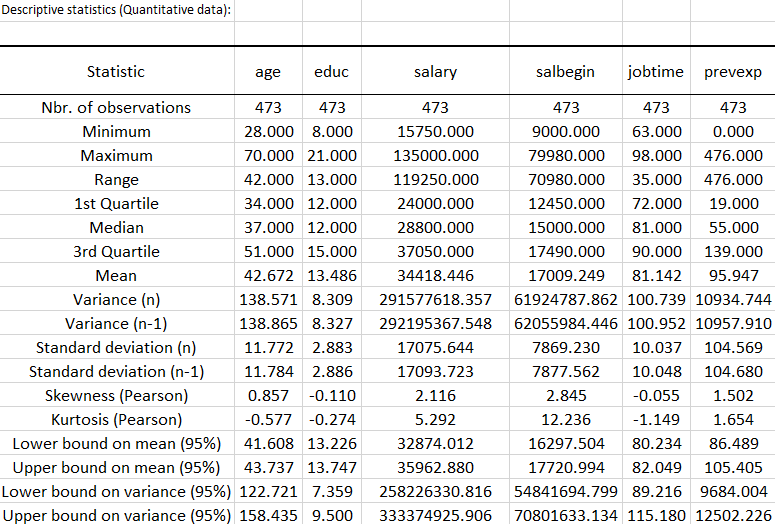 Descriptive statistics (Quantitative data):
Statistic age educ salary salbegin jobtime prevexp
Nbr. of observations 473 473 473 473 473 473
Minimum 28.000 8.000 15750.000 9000.000 63.000 0.000
Maximum 70.000 21.000 135000.000 79980.000 98.000 476.000
Range 42.000 13.000 119250.000 70980.000 35.000 476.000
1st Quartile 34.000 12.000 24000.000 12450.000 72.000 19.000
Median 37.000 12.000 28800.000 15000.000 81.000 55.000
3rd Quartile 51.000 15.000 37050.000 17490.000 90.000 139.000
Mean 42.672 13.486 34418.446 17009.249 81.142 95.947
Variance (n) 138.571 8.309 291577618.357 61924787.862 100.739 10934.744
Variance (n-1) 138.865 8.327 292195367.548 62055984.446 100.952 10957.910
Standard deviation (n) 11.772 2.883 17075.644 7869.230 10.037 104.569
Standard deviation (n-1) 11.784 2.886 17093.723 7877.562 10.048 104.680
Skewness (Pearson) 0.857 -0.110 2.116 2.845 -0.055 1.502
Kurtosis (Pearson) -0.577 -0.274 5.292 12.236 -1.149 1.654
Lower bound on mean (95%) 41.608 13.226 32874.012 16297.504 80.234 86.489
Upper bound on mean (95%) 43.737 13.747 35962.880 17720.994 82.049 105.405
Lower bound on variance (95%) 122.721 7.359 258226330.816 54841694.799 89.216 9684.004
Upper bound on variance (95%) 158.435 9.500 333374925.906 70801633.134 115.180 12502.226